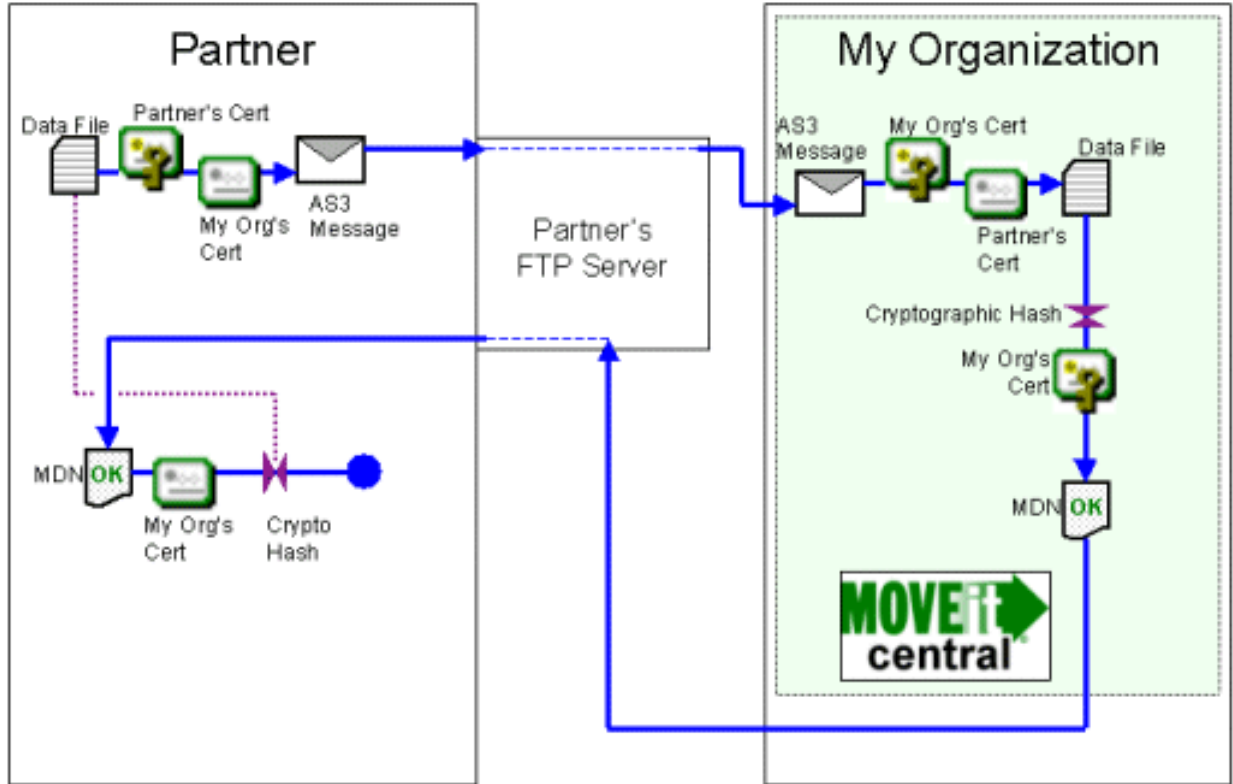 Partner
Data File
Partner's Cert
My Org's
Cert
AS3
Message
Partner's
FTP Server
MDN
OK
My Org's
Cert
Crypto
Hash
My Organization
AS3
Message
My Org's Cert
Data File
Partner's
Cert
Cryptographic Hash
My Org's
Cert
MDN
OK
MOVEit
central